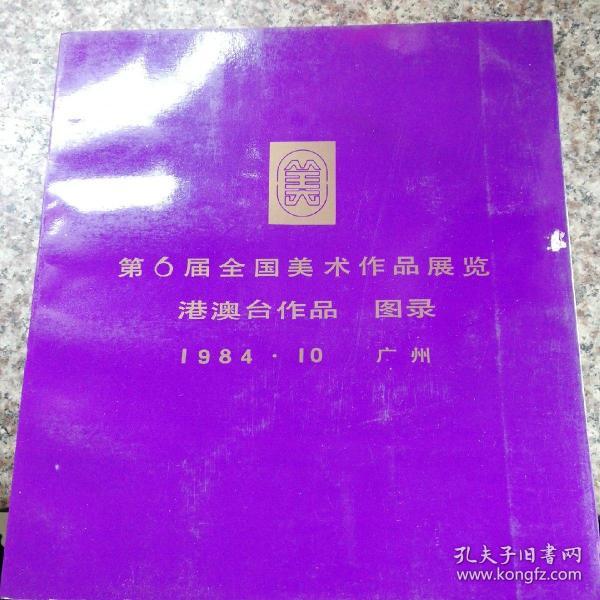 美
第6届全国美术作品展览
港澳台作品 图录
1984·10 广州
孔夫子旧书网
www.kongfz.com